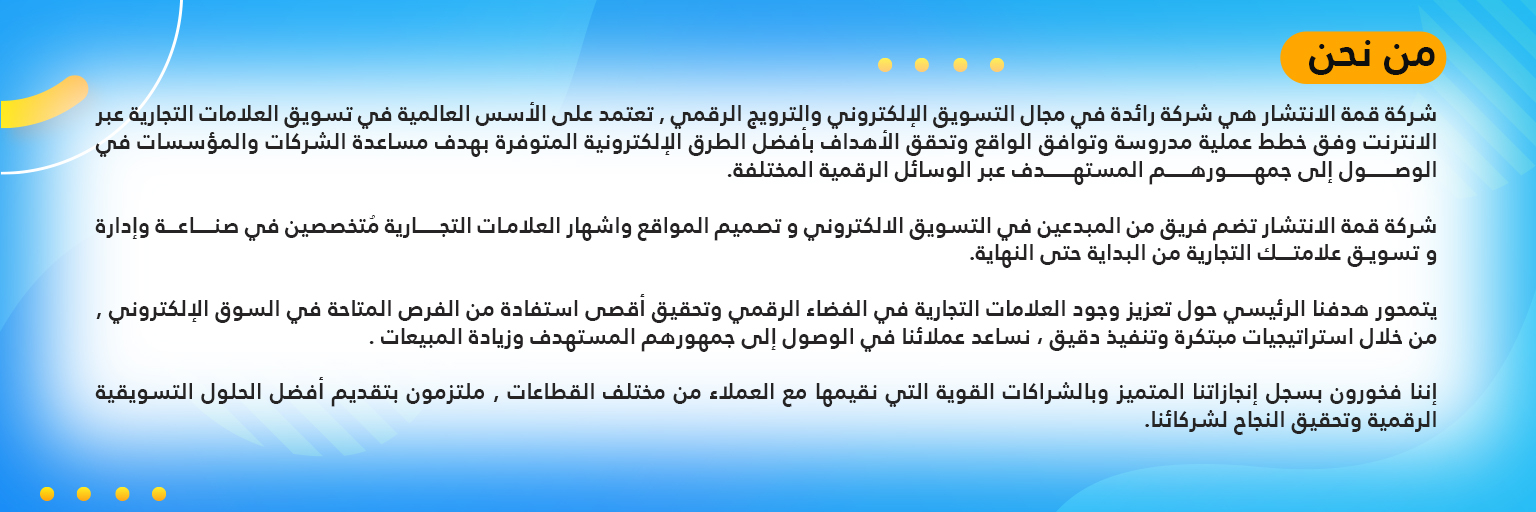 من نحن
شركة قمة الانتشار هي شركة رائدة في مجال التسويق الإلكتروني والترويج الرقمي , تعتمد على الأسس العالمية في تسويق العلامات التجارية عبر
الانترنت وفق خطط عملية مدروسة وتوافق الواقع وتحقق الأهداف بأفضل الطرق الإلكترونية المتوفرة بهدف مساعدة الشركات والمؤسسات في
الوصـــــول إلى جمهـــــورهـــــم المستهـــــدف عبر الوسائل الرقمية المختلفة.
شركة قمة الانتشار تضم فريق من المبدعين في التسويق الالكتروني و تصميم المواقع واشهار العلامات التجـــــارية مُتخصصين في صنـــاعـــة وإدارة
و تسويـق علامتـــك التجارية من البداية حتى النهاية.
يتمحور هدفنا الرئيسي حول تعزيز وجود العلامات التجارية في الفضاء الرقمي وتحقيق أقصى استفادة من الفرص المتاحة في السوق الإلكتروني ,
من خلال استراتيجيات مبتكرة وتنفيذ دقيق ، نساعد عملائنا في الوصول إلى جمهورهم المستهدف وزيادة المبيعات .
إننا فخورون بسجل إنجازاتنا المتميز وبالشراكات القوية التي نقيمها مع العملاء من مختلف القطاعات , ملتزمون بتقديم أفضل الحلول التسويقية
الرقمية وتحقيق النجاح لشركائنا.